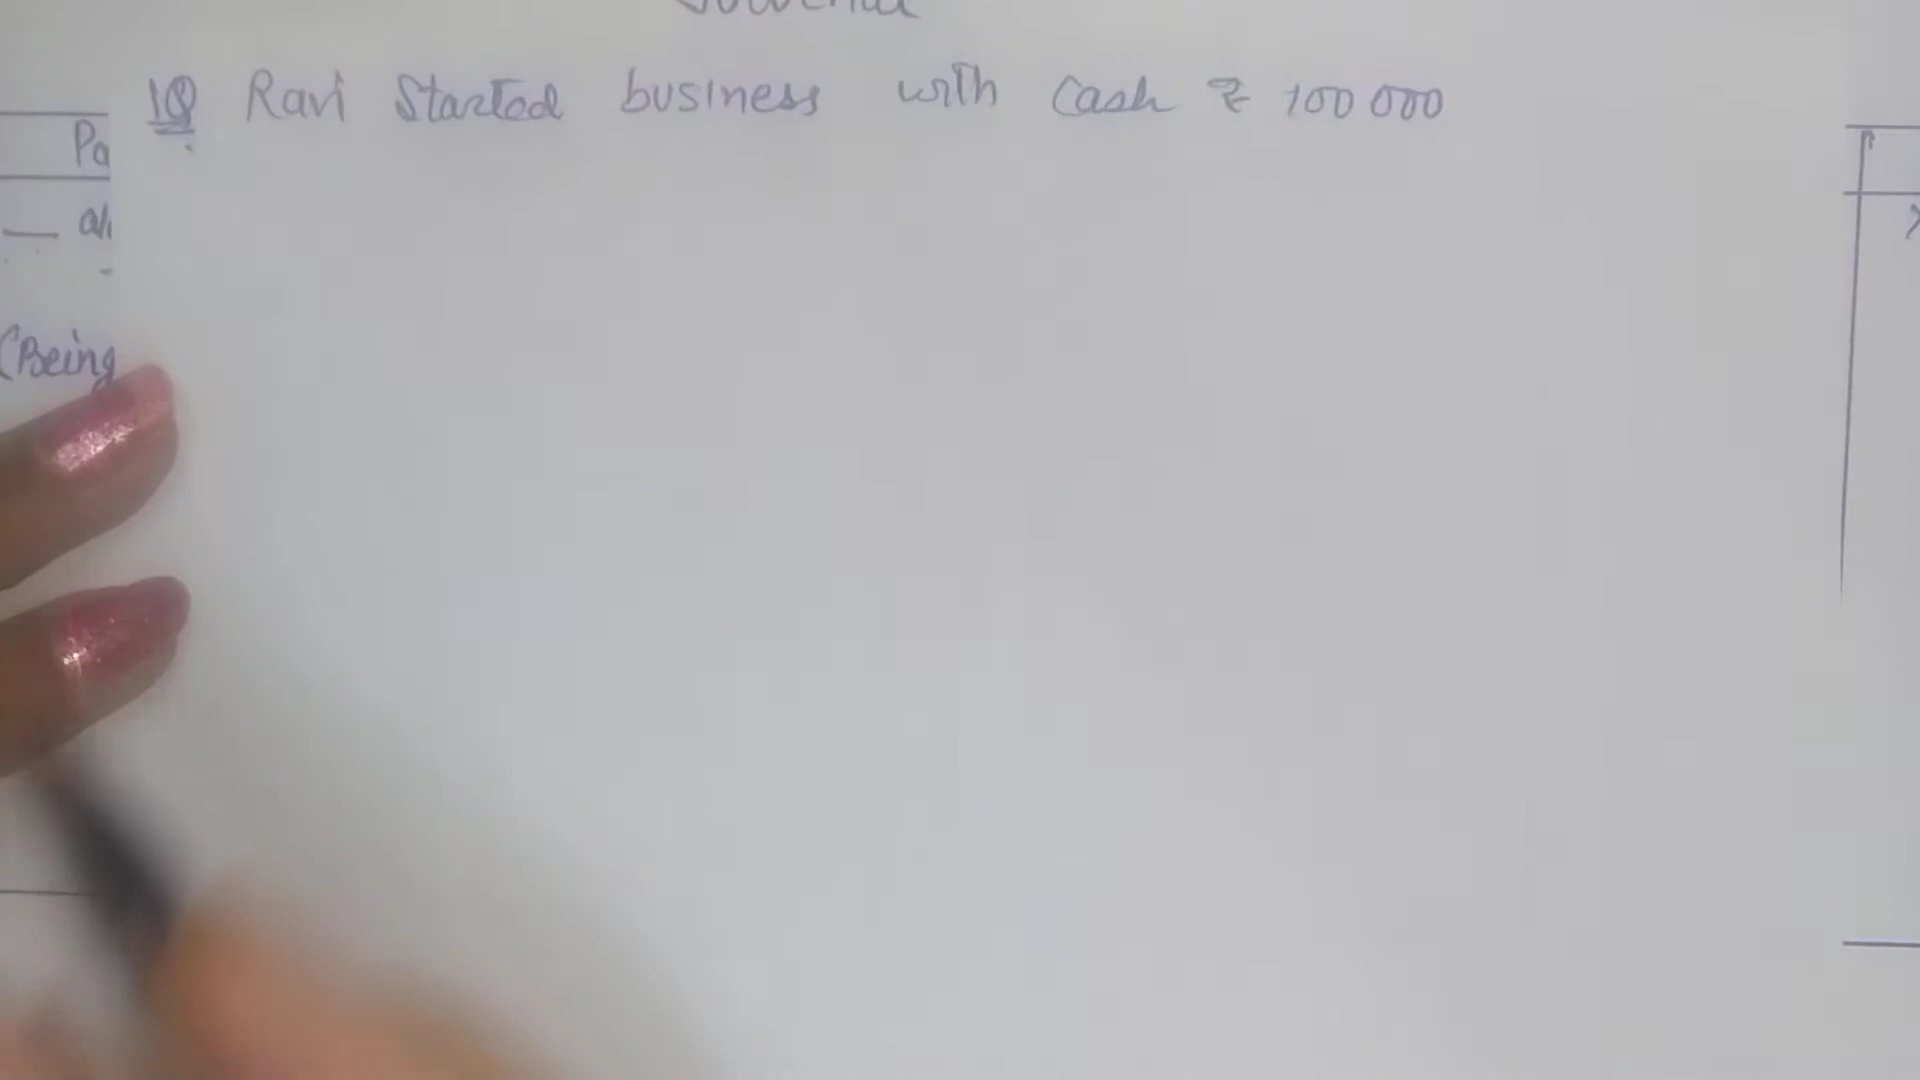 1Q Ravi Started business with Cash ₹ 100 000
Pa
(Being